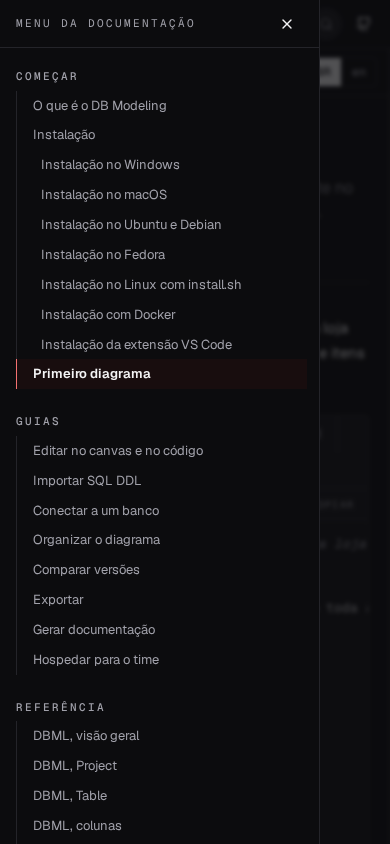 MENU DA DOCUMENTAÇÃO
COMEÇAR
O que é o DB Modeling
Instalação
Instalação no Windows
Instalação no macOS
Instalação no Ubuntu e Debian
Instalação no Fedora
Instalação no Linux com install.sh
Instalação com Docker
Instalação da extensão VS Code
Primeiro diagrama
GUIAS
Editar no canvas e no código
Importar SQL DDL
Conectar a um banco
Organizar o diagrama
Comparar versões
Exportar
Gerar documentação
Hospedar para o time
REFERÊNCIA
DBML, visão geral
DBML, Project
DBML, Table
DBML, colunas